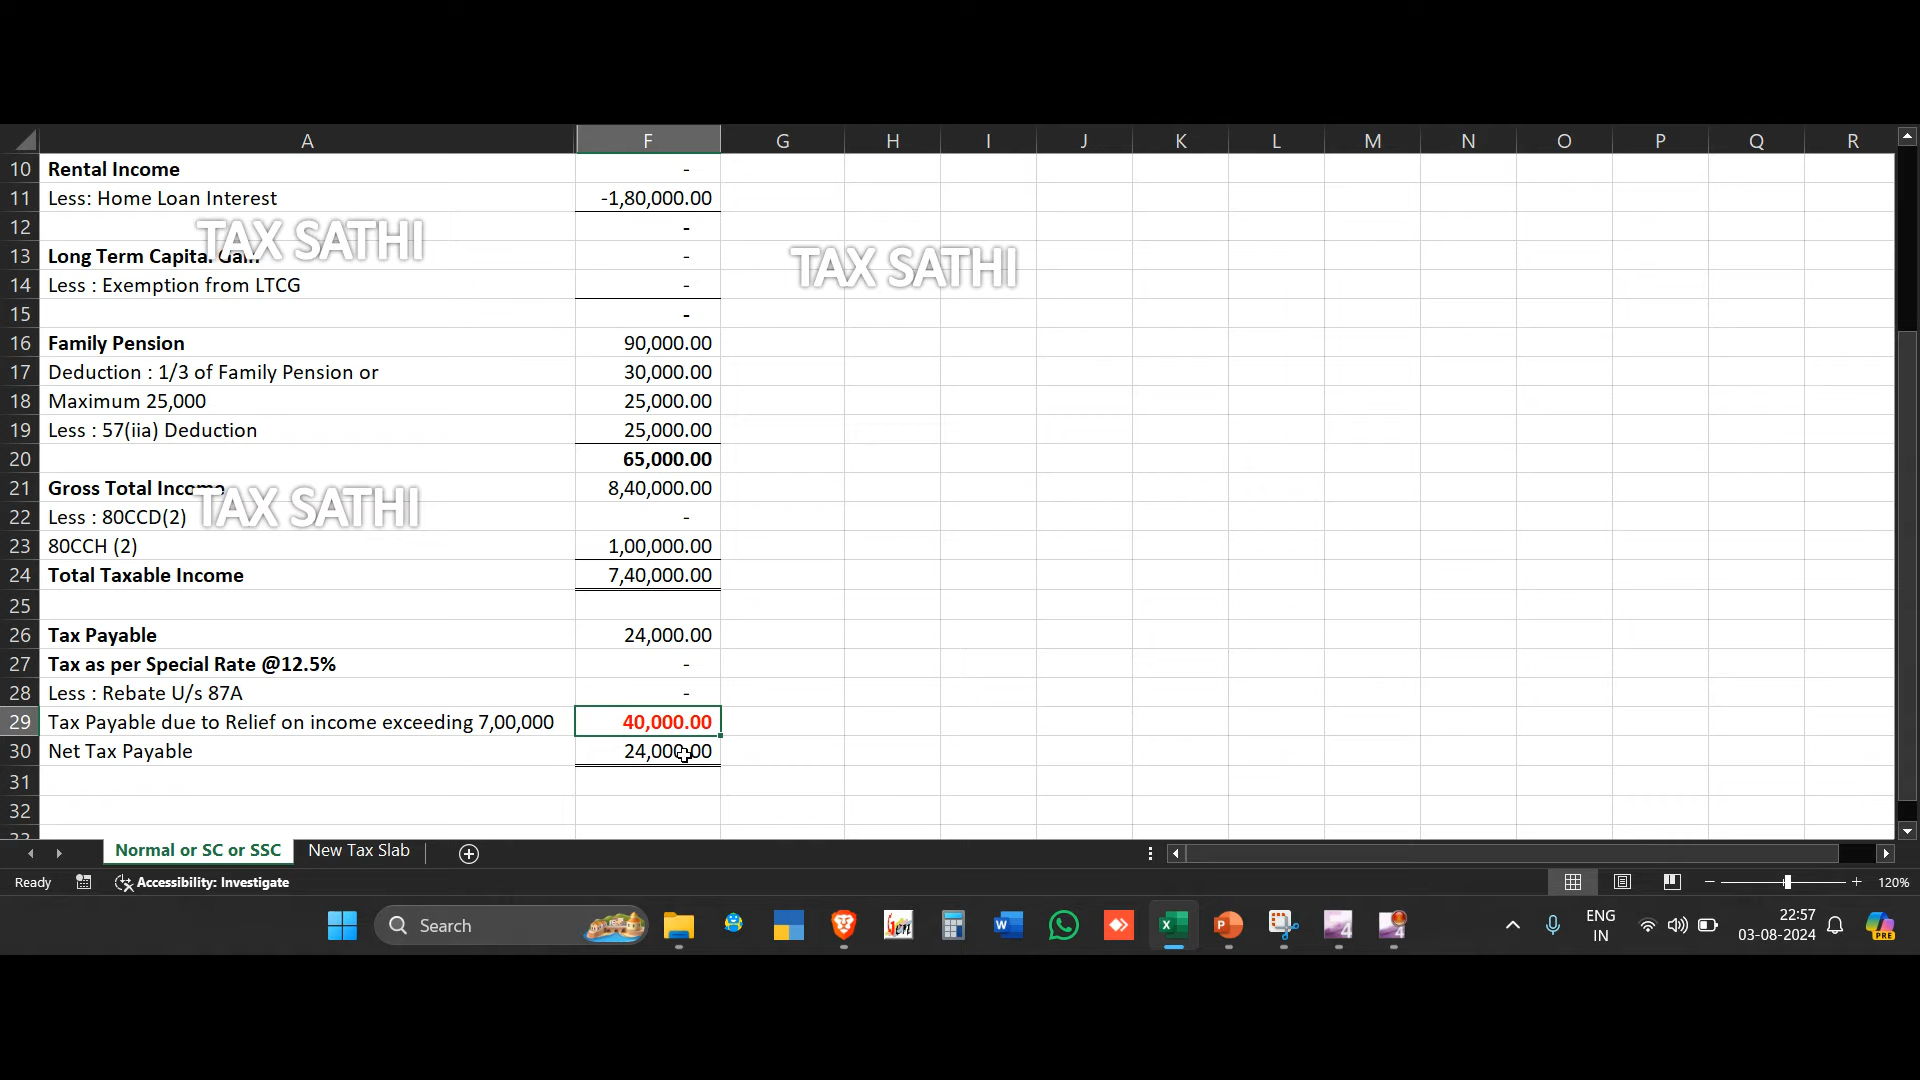 A F G H I J K L M N O P Q R
10 Rental Income -
11 Less: Home Loan Interest -1,80,000.00
12 -
TAX SATHI
TAX SATHI
13 Long Term Capital Gain -
14 Less : Exemption from LTCG -
15 -
16 Family Pension 90,000.00
17 Deduction : 1/3 of Family Pension or 30,000.00
18 Maximum 25,000 25,000.00
19 Less : 57(iia) Deduction 25,000.00
20 65,000.00
21 Gross Total Income 8,40,000.00
TAX SATHI
22 Less : 80CCD(2) -
23 80CCH (2) 1,00,000.00
24 Total Taxable Income 7,40,000.00
25
26 Tax Payable 24,000.00
27 Tax as per Special Rate @12.5% -
28 Less : Rebate U/s 87A -
29 Tax Payable due to Relief on income exceeding 7,00,000 40,000.00
30 Net Tax Payable 24,000.00
31
32
Normal or SC or SSC New Tax Slab
Ready Accessibility: Investigate 120%
Search
ENG
IN
22:57
03-08-2024
PRE